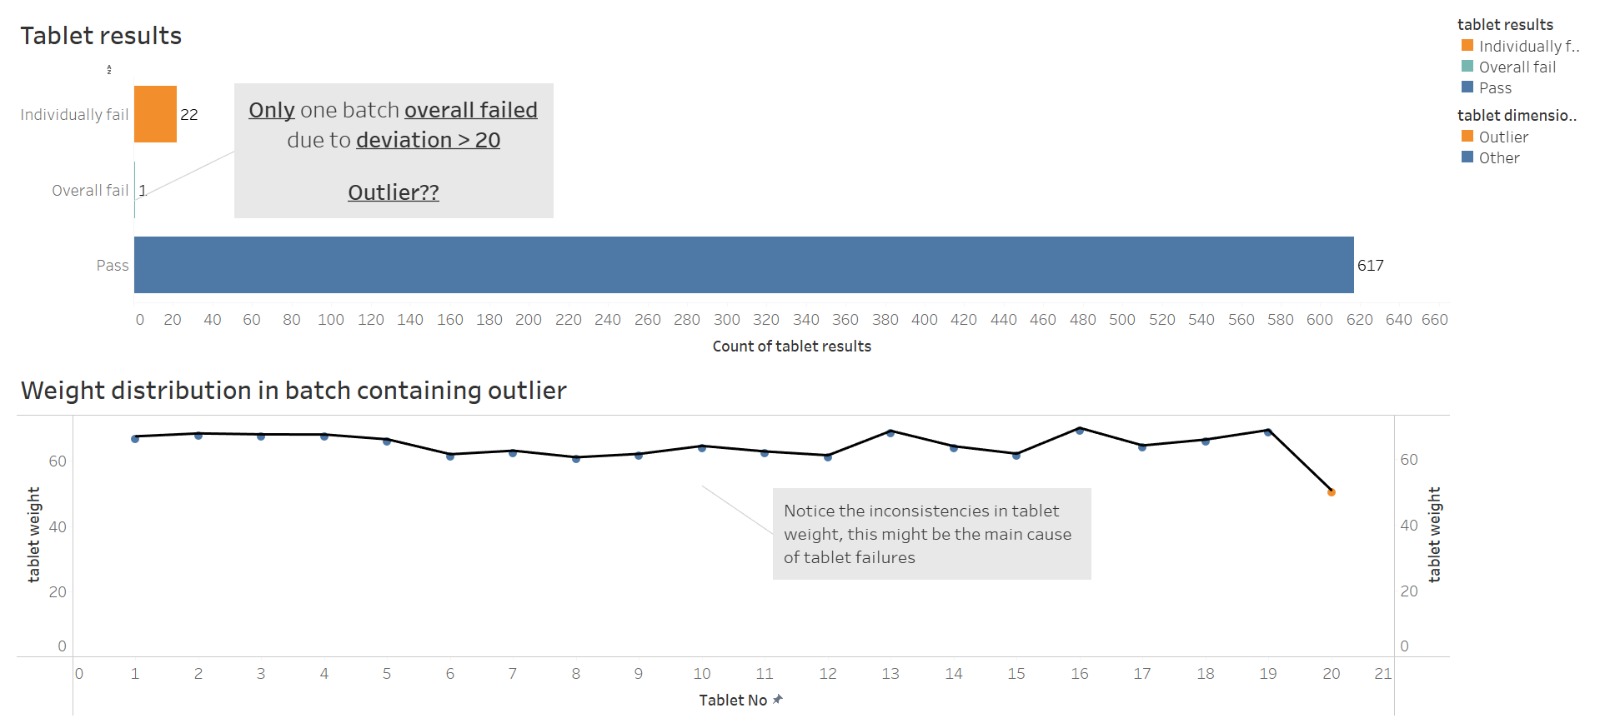 Tablet results
Individually fail
22
Overall fail
1
Pass
617
Only one batch overall failed
due to deviation > 20
Outlier??
0 20 40 60 80 100 120 140 160 180 200 220 240 260 280 300 320 340 360 380 400 420 440 460 480 500 520 540 560 580 600 620 640 660
Count of tablet results
tablet results
Individually f..
Overall fail
Pass
tablet dimensio..
Outlier
Other
Weight distribution in batch containing outlier
tablet weight
60
40
20
0
Notice the inconsistencies in tablet
weight, this might be the main cause
of tablet failures
60
40
20
0
tablet weight
0 1 2 3 4 5 6 7 8 9 10 11 12 13 14 15 16 17 18 19 20 21
Tablet No